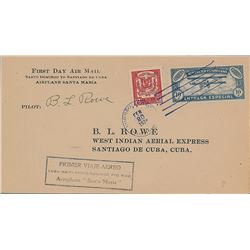 FIRST DAY AIR MAIL
SANTO DOMINGO TO SANTIAGO DE CUBA
AIRPLANE SANTA MARIA
PILOT: B L Rowe
ENTREGA ESPECIAL
B. L. ROWE
WEST INDIAN AERIAL EXPRESS
SANTIAGO DE CUBA, CUBA.
PRIMER VIAJE AEREO
Aeroplano "Santa Maria"